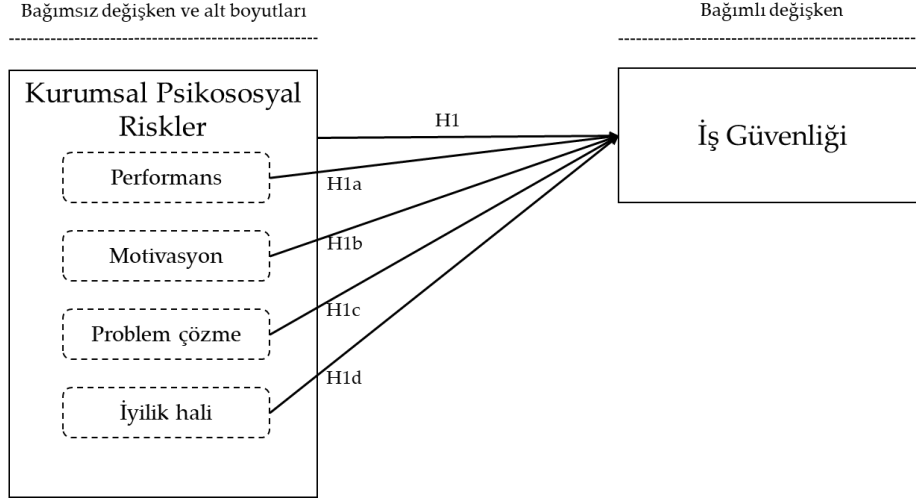 Bağımsız değişken ve alt boyutları
Bağımlı değişken
Kurumsal Psikososyal
Riskler
H1
İş Güvenliği
Performans
H1a
Motivasyon
H1b
Problem çözme
H1c
İyilik hali
H1d